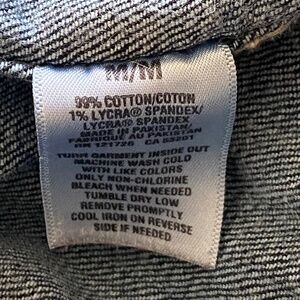 M/M
99% COTTON/COTON
1% LYCRA® SPANDEX/
LYCRA® SPANDEX
MADE IN PAKISTAN/
FABRIQUÉ AU PAKISTAN
RN 121726 CA 53201
TURN GARMENT INSIDE OUT
MACHINE WASH COLD
WITH LIKE COLORS
ONLY NON-CHLORINE
BLEACH WHEN NEEDED
TUMBLE DRY LOW
REMOVE PROMPTLY
COOL IRON ON REVERSE
SIDE IF NEEDED